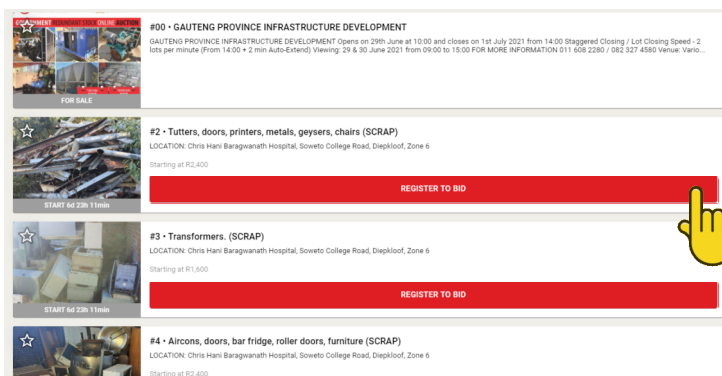 GOVERNMENT REDUNDANT STOCK ONLINE AUCTION
FOR SALE
#00 • GAUTENG PROVINCE INFRASTRUCTURE DEVELOPMENT
GAUTENG PROVINCE INFRASTRUCTURE DEVELOPMENT Opens on 29th June at 10:00 and closes on 1st July 2021 from 14:00 Staggered Closing / Lot Closing Speed - 2
lots per minute (From 14:00 + 2 min Auto-Extend) Viewing: 29 & 30 June 2021 from 09:00 to 15:00 FOR MORE INFORMATION 011 608 2280 / 082 327 4580 Venue: Vario...
START 6d 23h 11min
#2 • Tutters, doors, printers, metals, geysers, chairs (SCRAP)
LOCATION: Chris Hani Baragwanath Hospital, Soweto College Road, Diepkloof, Zone 6
Starting at R2,400
REGISTER TO BID
START 6d 23h 11min
#3 • Transformers. (SCRAP)
LOCATION: Chris Hani Baragwanath Hospital, Soweto College Road, Diepkloof, Zone 6
Starting at R1,600
REGISTER TO BID
#4 • Aircons, doors, bar fridge, roller doors, furniture (SCRAP)
LOCATION: Chris Hani Baragwanath Hospital, Soweto College Road, Diepkloof, Zone 6
Starting at R2,400